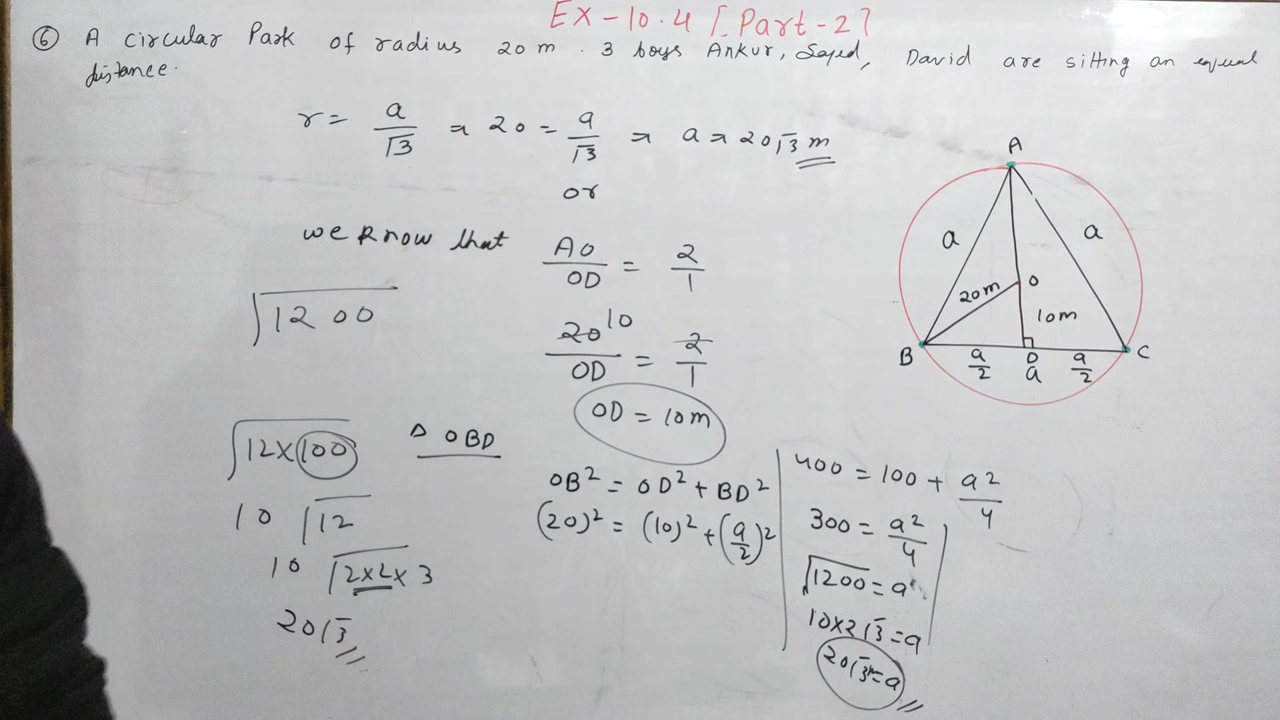 Ex-10.4 [Part-2]
⑥ A circular Park of radius 20 m. 3 boys Ankur, Sayed, David are sitting an equal
distance.
r = a/√3 ⇒ 20 = a/√3 ⇒ a = 20√3 m
or
we know that AO/OD = 2/1
√1200
20 10/OD = 2/1
OD = 10m
√12×100
10 √12
10 √2×2×3
20√3
Δ OBD
OB² = OD² + BD²
(20)² = (10)² + (a/2)²
400 = 100 + a²/4
300 = a²/4
√1200 = a
10×2√3 = a
20√3 = a
A
a
a
20m
O
10m
B
a/2
D
a/2
C
a